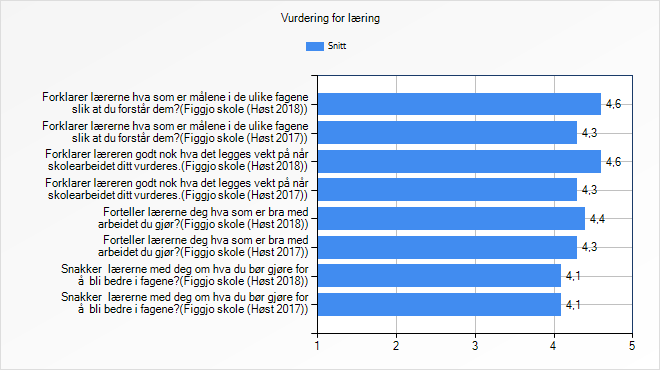 Vurdering for læring
Snitt
Forklarer lærerne hva som er målene i de ulike fagene
slik at du forstår dem?(Figgjo skole (Høst 2018))
4,6
Forklarer lærerne hva som er målene i de ulike fagene
slik at du forstår dem?(Figgjo skole (Høst 2017))
4,3
Forklarer læreren godt nok hva det legges vekt på når
skolearbeidet ditt vurderes.(Figgjo skole (Høst 2018))
4,6
Forklarer læreren godt nok hva det legges vekt på når
skolearbeidet ditt vurderes.(Figgjo skole (Høst 2017))
4,3
Forteller lærerne deg hva som er bra med
arbeidet du gjør?(Figgjo skole (Høst 2018))
4,4
Forteller lærerne deg hva som er bra med
arbeidet du gjør?(Figgjo skole (Høst 2017))
4,3
Snakker  lærerne med deg om hva du bør gjøre for
å  bli bedre i fagene?(Figgjo skole (Høst 2018))
4,1
Snakker  lærerne med deg om hva du bør gjøre for
å  bli bedre i fagene?(Figgjo skole (Høst 2017))
4,1
1 2 3 4 5